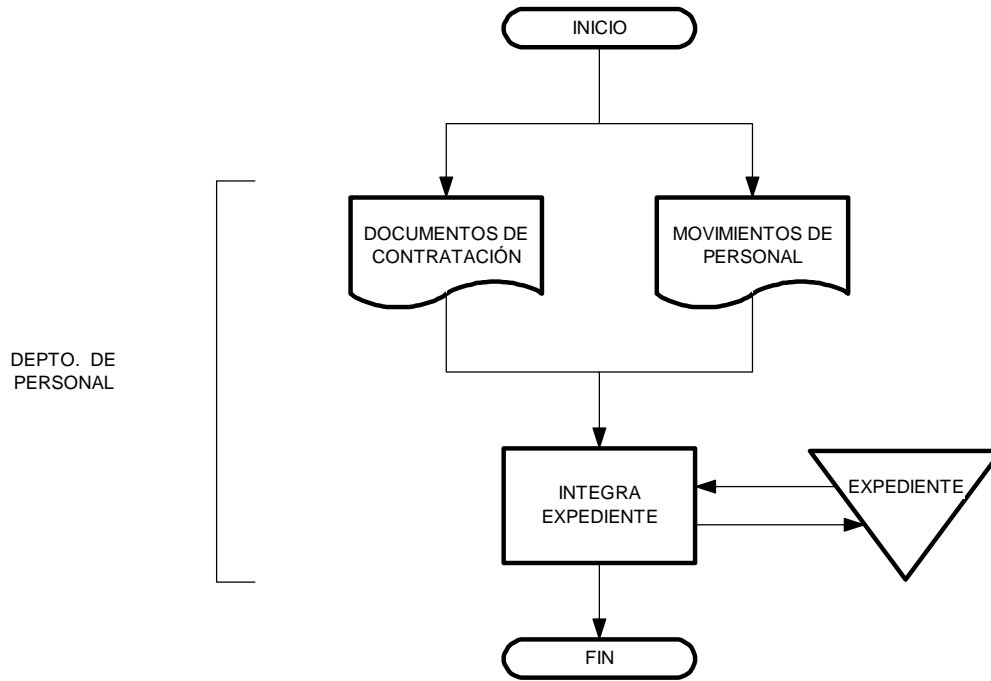 INICIO
DOCUMENTOS DE
CONTRATACIÓN
MOVIMIENTOS DE
PERSONAL
DEPTO. DE
PERSONAL
INTEGRA
EXPEDIENTE
EXPEDIENTE
FIN